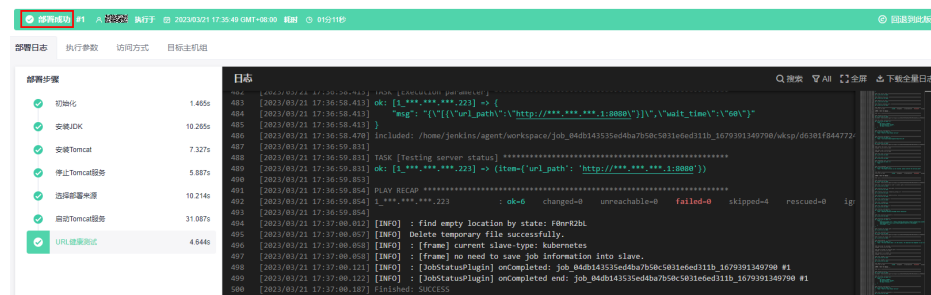 部署成功 #1 执行于 2023/03/21 17:35:49 GMT+08:00 耗时 01分11秒 回退到此版
部署日志 执行参数 访问方式 目标主机组
部署步骤
初始化 1.465s
安装JDK 10.265s
安装Tomcat 7.327s
停止Tomcat服务 5.887s
选择部署来源 10.214s
启动Tomcat服务 31.087s
URL健康测试 4.644s
日志 搜索 All 全屏 下载全量日志
482 [2023/03/21 17:36:58.413] TASK [Execution parameter]
483 [2023/03/21 17:36:58.413] ok: [1_***.***.***.223] => {
484 [2023/03/21 17:36:58.413] "msg": "{\"[{\"url_path\":\"http://***.***.***.1:8080\"}]\",\"wait_time\":\"60\"}"
485 [2023/03/21 17:36:58.413] }
486 [2023/03/21 17:36:58.413] included: /home/jenkins/agent/workspace/job_04db143535ed4ba7b50c5031e6ed311b_1679391349790/wksp/d6301f8447724
487 [2023/03/21 17:36:59.831]
488 [2023/03/21 17:36:59.831] TASK [Testing server status] ****************************************************
489 [2023/03/21 17:36:59.831] ok: [1_***.***.***.223] => (item={'url_path': 'http://***.***.***.1:8080'})
490 [2023/03/21 17:36:59.853]
491 [2023/03/21 17:36:59.854] PLAY RECAP *********************************************************************
492 [2023/03/21 17:36:59.854] 1_***.***.***.223 : ok=6 changed=0 unreachable=0 failed=0 skipped=4 rescued=0 ig
493 [2023/03/21 17:36:59.854]
494 [2023/03/21 17:37:00.012] [INFO] : find empty location by state: F0nrR2bL
495 [2023/03/21 17:37:00.057] [INFO] Delete temporary file successfully.
496 [2023/03/21 17:37:00.058] [INFO] : [frame] current slave-type: kubernetes
497 [2023/03/21 17:37:00.058] [INFO] : [frame] no need to save job information into slave.
498 [2023/03/21 17:37:00.121] [INFO] : [JobStatusPlugin] onCompleted: job_04db143535ed4ba7b50c5031e6ed311b_1679391349790 #1
499 [2023/03/21 17:37:00.121] [INFO] : [JobStatusPlugin] onCompleted end: job_04db143535ed4ba7b50c5031e6ed311b_1679391349790 #1
500 [2023/03/21 17:37:00.187] Finished: SUCCESS